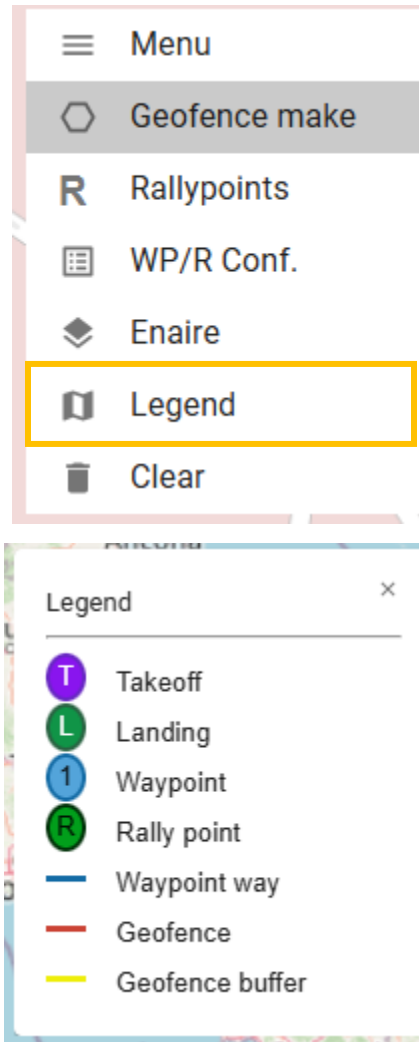 Menu
Geofence make
R Rallypoints
WP/R Conf.
Enaire
Legend
Clear
Legend ×
T Takeoff
L Landing
1 Waypoint
R Rally point
Waypoint way
Geofence
Geofence buffer